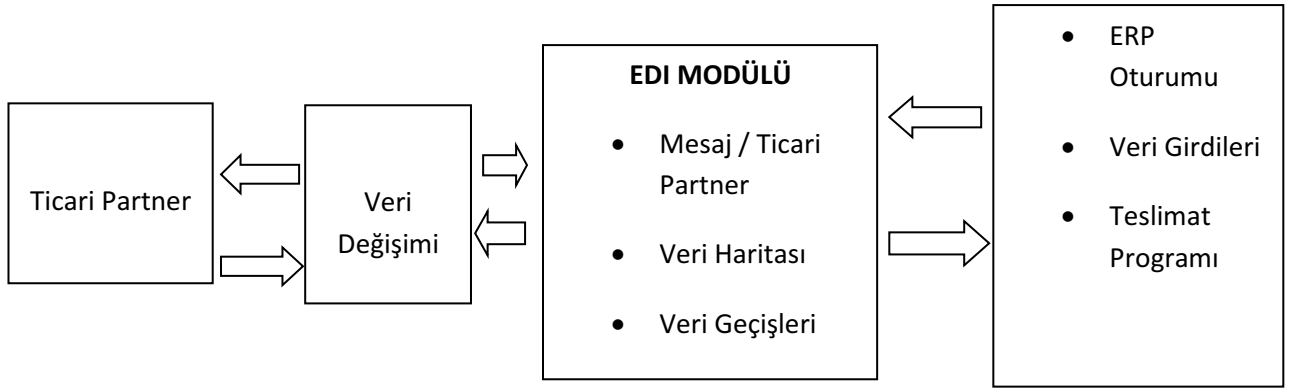 Ticari Partner
Veri
Değişimi
EDI MODÜLÜ
• Mesaj / Ticari
Partner
• Veri Haritası
• Veri Geçişleri
• ERP
Oturumu
• Veri Girdileri
• Teslimat
Programı